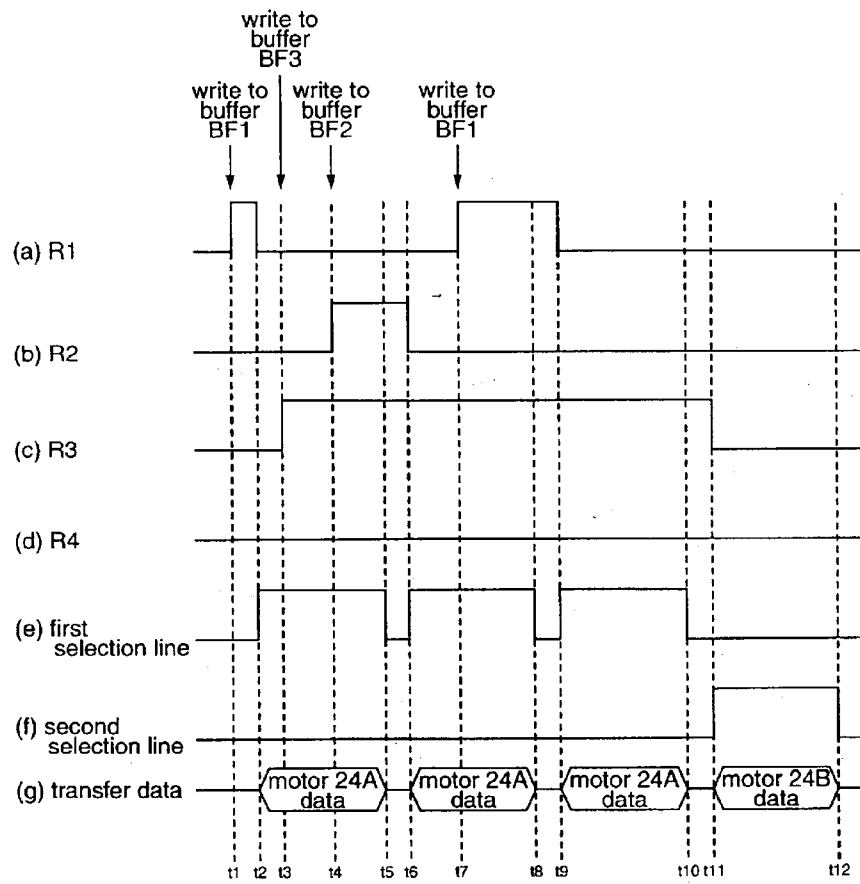 write to
buffer
BF3
write to
buffer
BF1
write to
buffer
BF2
write to
buffer
BF1
(a) R1
(b) R2
(c) R3
(d) R4
(e) first
selection line
(f) second
selection line
(g) transfer data
motor 24A
data
motor 24A
data
motor 24A
data
motor 24B
data
t1 t2 t3 t4 t5 t6 t7 t8 t9 t10 t11 t12